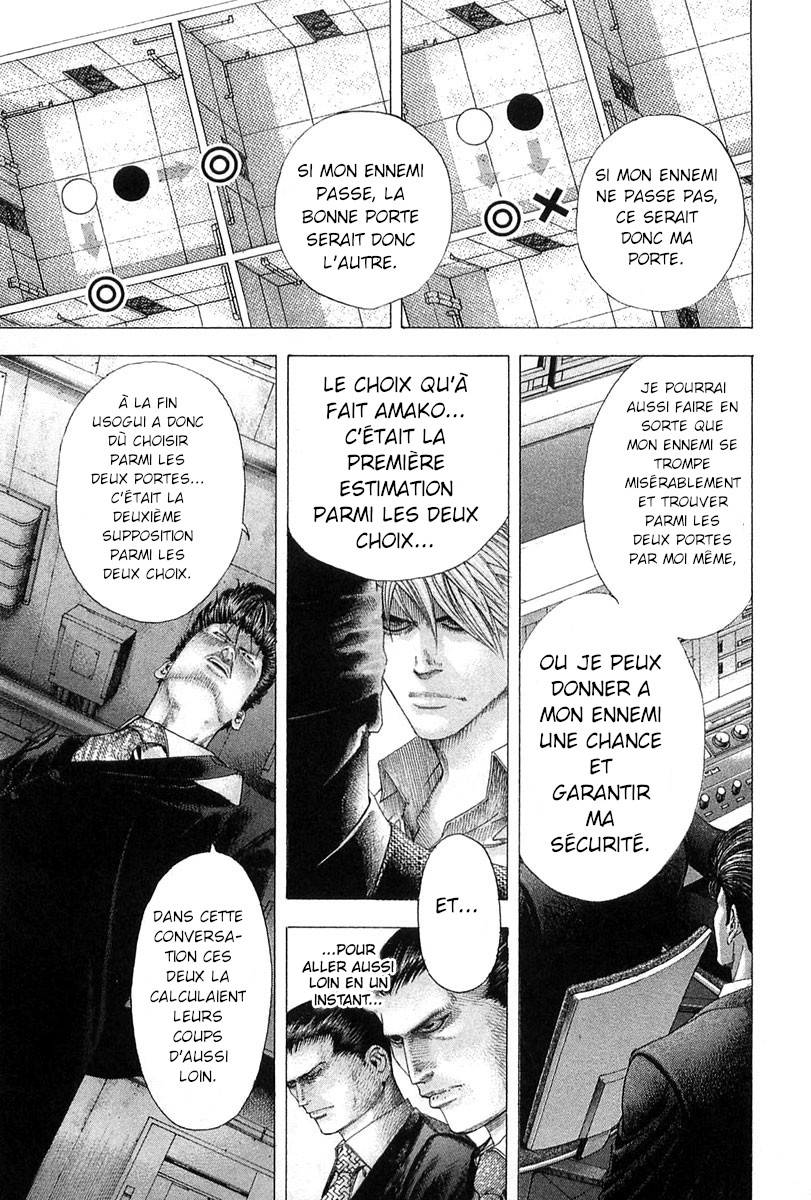 SI MON ENNEMI
NE PASSE PAS,
CE SERAIT
DONC MA
PORTE.
SI MON ENNEMI
PASSE, LA
BONNE PORTE
SERAIT DONC
L'AUTRE.
JE POURRAI
AUSSI FAIRE EN
SORTE QUE
MON ENNEMI SE
TROMPE
MISÉRABLEMENT
ET TROUVER
PARMI LES
DEUX PORTES
PAR MOI MÊME,
OU JE PEUX
DONNER A
MON ENNEMI
UNE CHANCE
ET
GARANTIR
MA
SÉCURITÉ.
LE CHOIX QU'À
FAIT AMAKO...
C'ÉTAIT LA
PREMIÈRE
ESTIMATION
PARMI LES DEUX
CHOIX...
ET...
...POUR
ALLER AUSSI
LOIN EN UN
INSTANT...
À LA FIN
USOGUI A DONC
DÙ CHOISIR
PARMI LES
DEUX PORTES...
C'ÉTAIT LA
DEUXIÈME
SUPPOSITION
PARMI LES
DEUX CHOIX.
DANS CETTE
CONVERSA-
TION CES
DEUX LA
CALCULAIENT
LEURS
COUPS
D'AUSSI
LOIN.